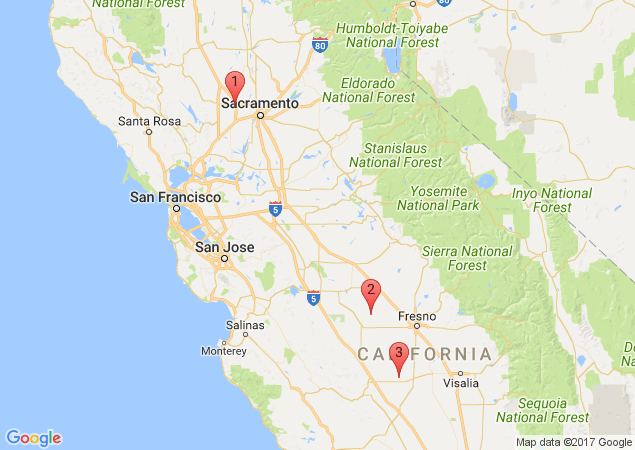 Humboldt-Toiyabe
National Forest
National Forest
80
80
1
Eldorado
National Forest
Sacramento
Santa Rosa
Stanislaus
National Forest
Yosemite
National Park
Inyo National
Forest
San Francisco
5
San Jose
Sierra National
Forest
2
5
Salinas
Fresno
Monterey
3
CALIFORNIA
Visalia
Sequoia
National Forest
Google
Map data ©2017 Google